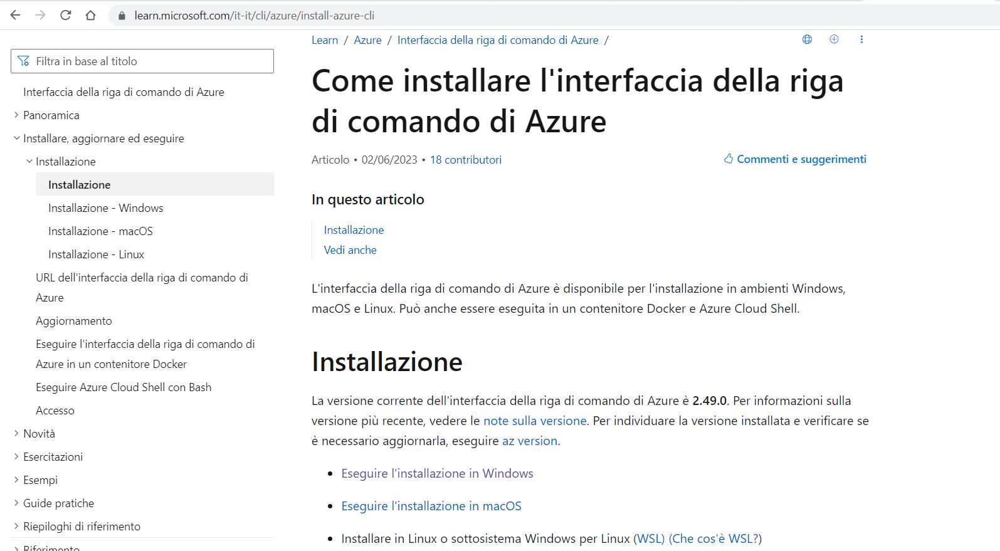 learn.microsoft.com/it-it/cli/azure/install-azure-cli
Filtra in base al titolo
Interfaccia della riga di comando di Azure
Panoramica
Installare, aggiornare ed eseguire
Installazione
Installazione
Installazione - Windows
Installazione - macOS
Installazione - Linux
URL dell'interfaccia della riga di comando di
Azure
Aggiornamento
Eseguire l'interfaccia della riga di comando di
Azure in un contenitore Docker
Eseguire Azure Cloud Shell con Bash
Accesso
Novità
Esercitazioni
Esempi
Guide pratiche
Riepiloghi di riferimento
Riferimento
Learn / Azure / Interfaccia della riga di comando di Azure /
Come installare l'interfaccia della riga
di comando di Azure
Articolo • 02/06/2023 • 18 contributori
Commenti e suggerimenti
In questo articolo
Installazione
Vedi anche
L'interfaccia della riga di comando di Azure è disponibile per l'installazione in ambienti Windows,
macOS e Linux. Può anche essere eseguita in un contenitore Docker e Azure Cloud Shell.
Installazione
La versione corrente dell'interfaccia della riga di comando di Azure è 2.49.0. Per informazioni sulla
versione più recente, vedere le note sulla versione. Per individuare la versione installata e verificare se
è necessario aggiornarla, eseguire az version.
• Eseguire l'installazione in Windows
• Eseguire l'installazione in macOS
• Installare in Linux o sottosistema Windows per Linux (WSL) (Che cos'è WSL?)